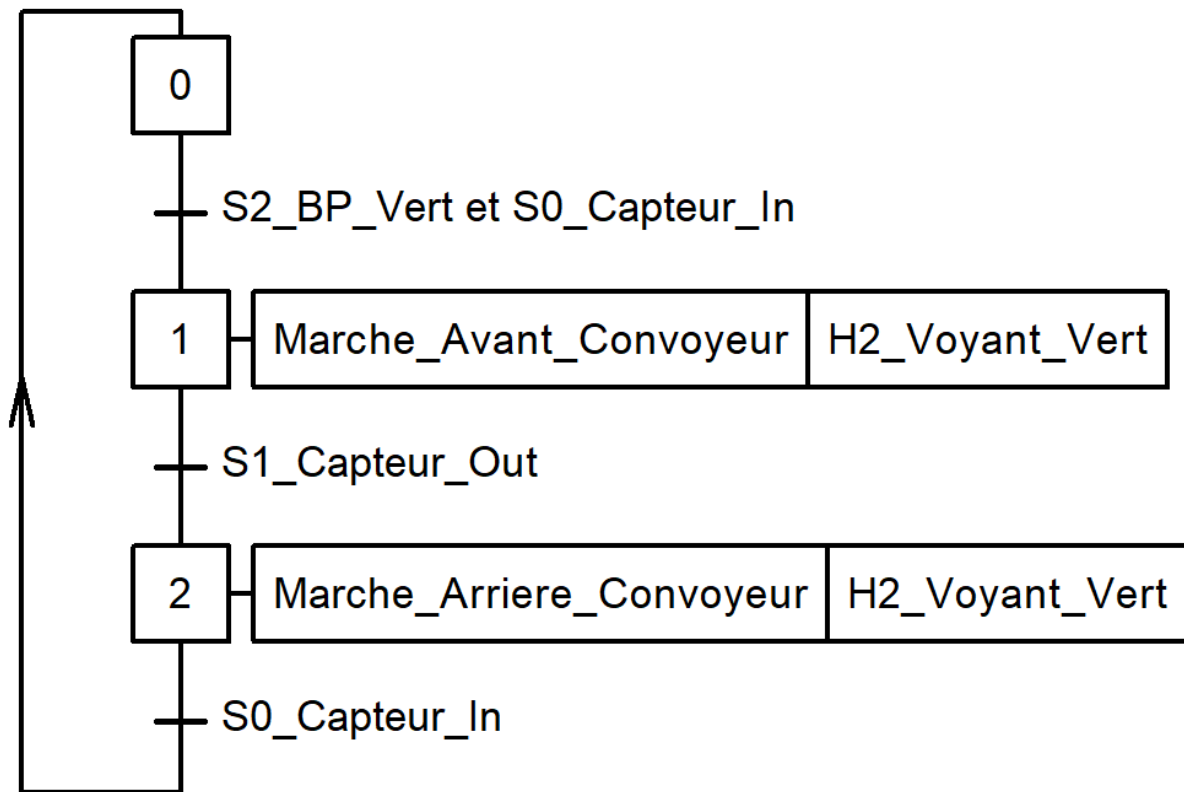 0
S2_BP_Vert et S0_Capteur_In
1 Marche_Avant_Convoyeur H2_Voyant_Vert
S1_Capteur_Out
2 Marche_Arriere_Convoyeur H2_Voyant_Vert
S0_Capteur_In